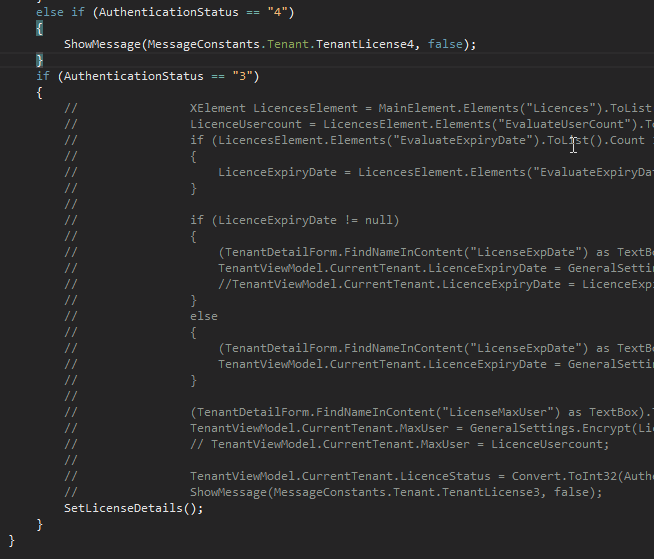 else if (AuthenticationStatus == "4")
{
ShowMessage(MessageConstants.Tenant.TenantLicense4, false);
}
if (AuthenticationStatus == "3")
{
// XElement LicencesElement = MainElement.Elements("Licences").ToList
// LicenceUsercount = LicencesElement.Elements("EvaluateUserCount").To
// if (LicencesElement.Elements("EvaluateExpiryDate").ToList().Count
// {
// LicenceExpiryDate = LicencesElement.Elements("EvaluateExpiryDat
// }
//
// if (LicenceExpiryDate != null)
// {
// (TenantDetailForm.FindNameInContent("LicenseExpDate") as TextBo
// TenantViewModel.CurrentTenant.LicenceExpiryDate = GeneralSettin
// //TenantViewModel.CurrentTenant.LicenceExpiryDate = LicenceExpi
// }
// else
// {
// (TenantDetailForm.FindNameInContent("LicenseExpDate") as TextBo
// TenantViewModel.CurrentTenant.LicenceExpiryDate = GeneralSettin
// }
//
// (TenantDetailForm.FindNameInContent("LicenseMaxUser") as TextBox).T
// TenantViewModel.CurrentTenant.MaxUser = GeneralSettings.Encrypt(Lic
// // TenantViewModel.CurrentTenant.MaxUser = LicenceUsercount;
//
// TenantViewModel.CurrentTenant.LicenceStatus = Convert.ToInt32(Authe
// ShowMessage(MessageConstants.Tenant.TenantLicense3, false);
SetLicenseDetails();
}
}